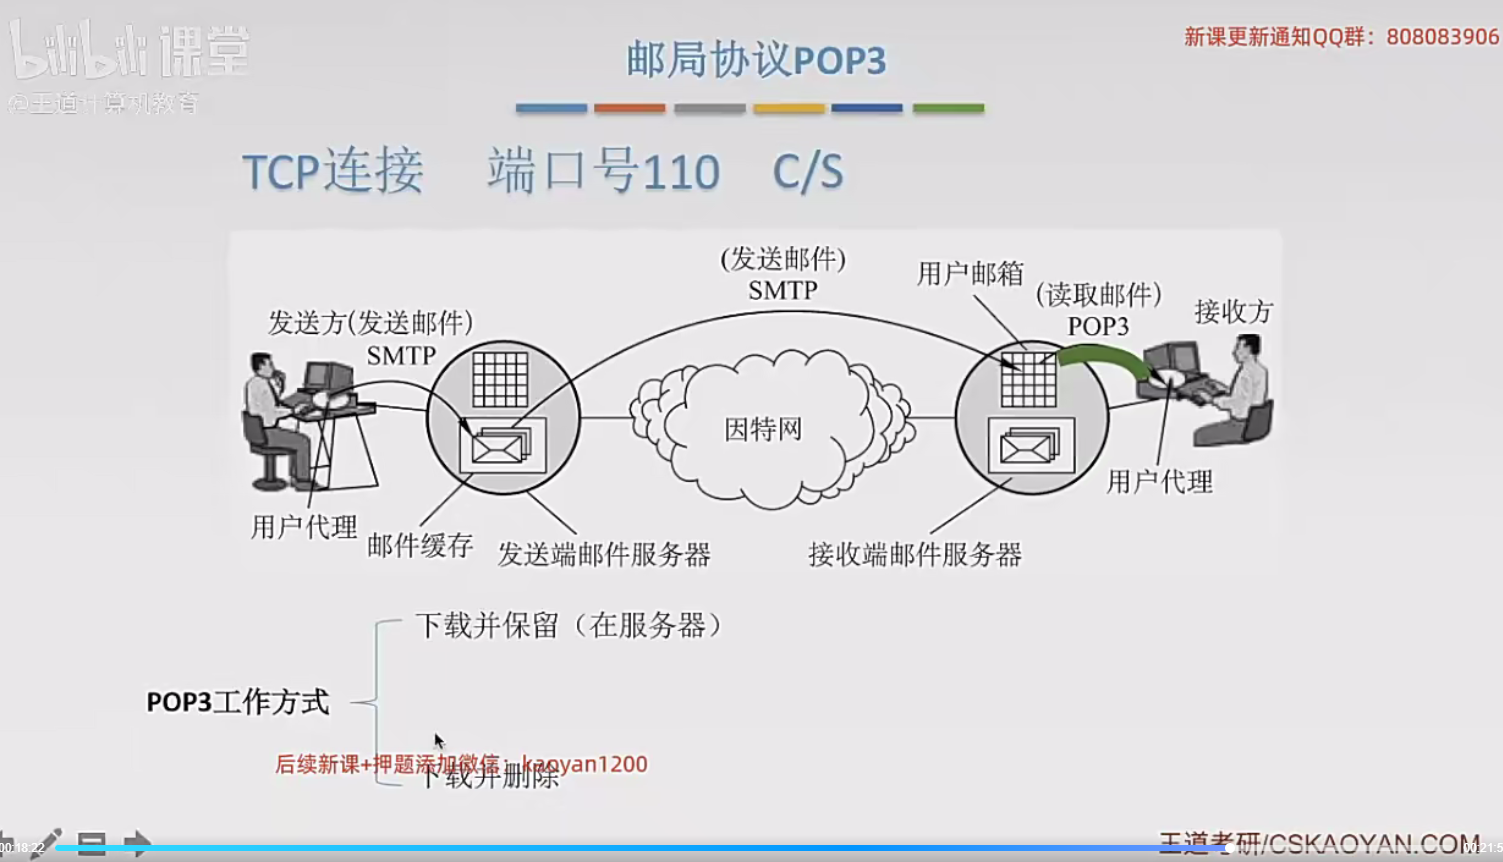 bilibili课堂
@王道计算机教育
新课更新通知QQ群：808083906
邮局协议POP3
TCP连接 端口号110 C/S
(发送邮件)
SMTP
用户邮箱
(读取邮件)
POP3
接收方
发送方(发送邮件)
SMTP
因特网
用户代理
邮件缓存
发送端邮件服务器
接收端邮件服务器
用户代理
下载并保留（在服务器）
POP3工作方式
后续新课+押题添加微信：kaoyan1200
下载并删除
王道考研/CSKAOYAN.COM
00:18:22
00:21:5